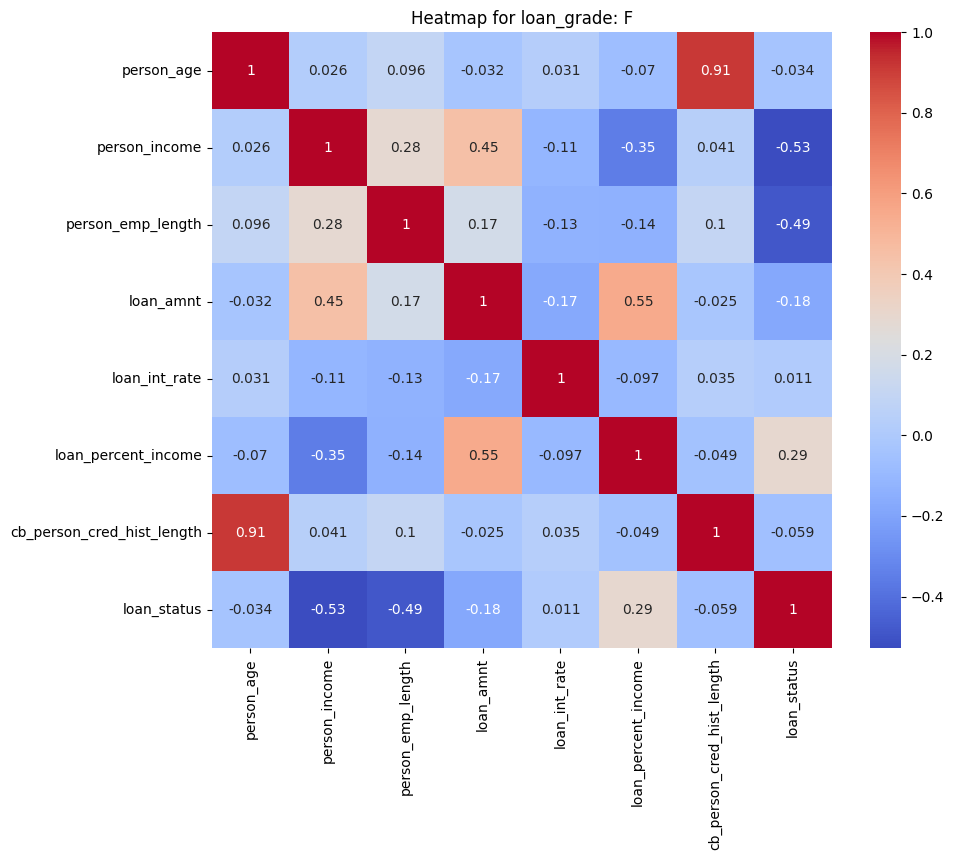 Heatmap for loan_grade: F
person_age 1 0.026 0.096 -0.032 0.031 -0.07 0.91 -0.034
person_income 0.026 1 0.28 0.45 -0.11 -0.35 0.041 -0.53
person_emp_length 0.096 0.28 1 0.17 -0.13 -0.14 0.1 -0.49
loan_amnt -0.032 0.45 0.17 1 -0.17 0.55 -0.025 -0.18
loan_int_rate 0.031 -0.11 -0.13 -0.17 1 -0.097 0.035 0.011
loan_percent_income -0.07 -0.35 -0.14 0.55 -0.097 1 -0.049 0.29
cb_person_cred_hist_length 0.91 0.041 0.1 -0.025 0.035 -0.049 1 -0.059
loan_status -0.034 -0.53 -0.49 -0.18 0.011 0.29 -0.059 1
person_age
person_income
person_emp_length
loan_amnt
loan_int_rate
loan_percent_income
cb_person_cred_hist_length
loan_status
1.0
0.8
0.6
0.4
0.2
0.0
−0.2
−0.4